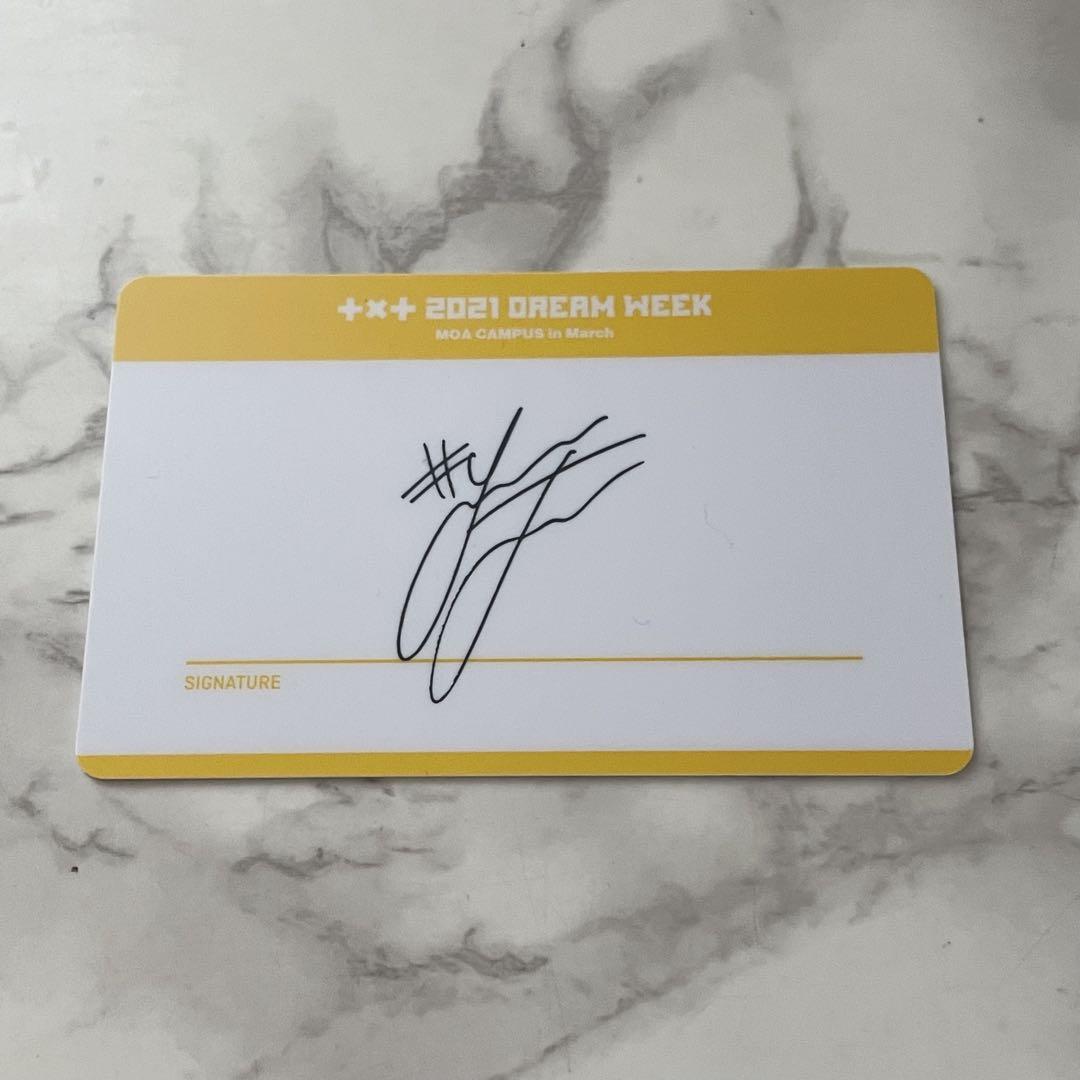 +×+ 2021 DREAM WEEK
MOA CAMPUS in March
SIGNATURE